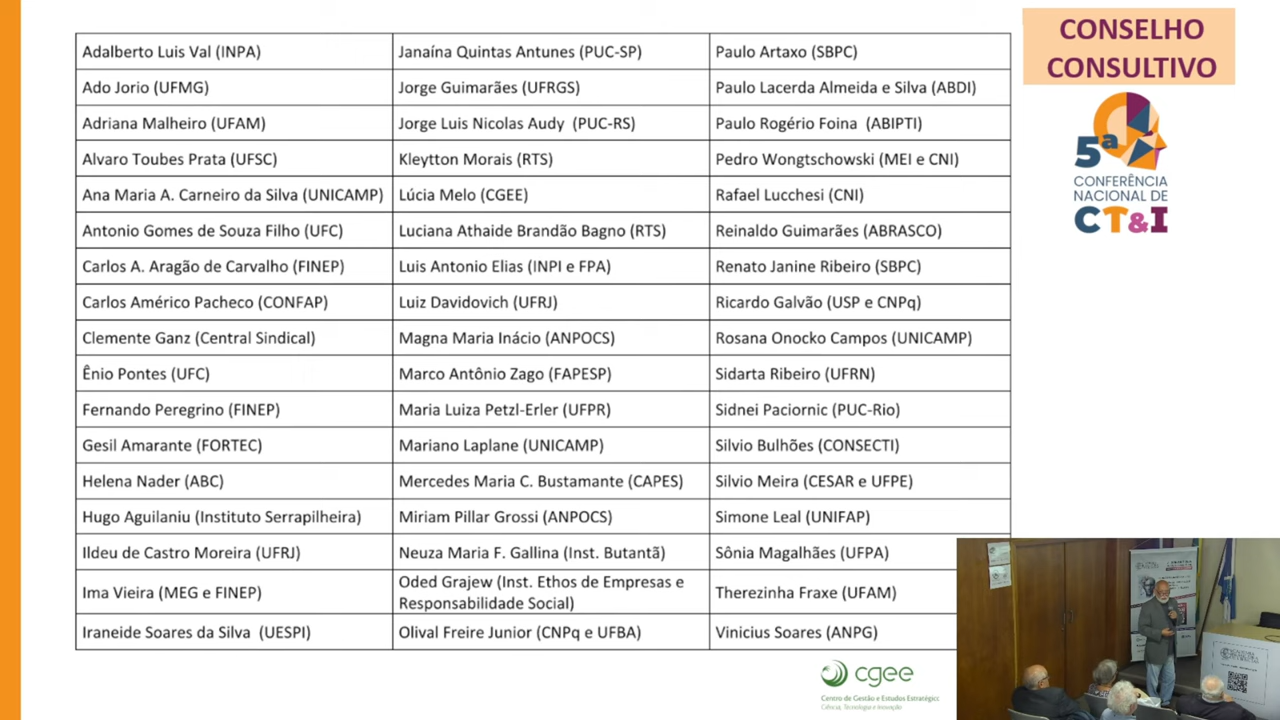 CONSELHO
CONSULTIVO
5ª
CONFERÊNCIA
NACIONAL DE
CT&I
Adalberto Luis Val (INPA)
Janaína Quintas Antunes (PUC-SP)
Paulo Artaxo (SBPC)
Ado Jorio (UFMG)
Jorge Guimarães (UFRGS)
Paulo Lacerda Almeida e Silva (ABDI)
Adriana Malheiro (UFAM)
Jorge Luis Nicolas Audy (PUC-RS)
Paulo Rogério Foina (ABIPTI)
Alvaro Toubes Prata (UFSC)
Kleytton Morais (RTS)
Pedro Wongtschowski (MEI e CNI)
Ana Maria A. Carneiro da Silva (UNICAMP)
Lúcia Melo (CGEE)
Rafael Lucchesi (CNI)
Antonio Gomes de Souza Filho (UFC)
Luciana Athaide Brandão Bagno (RTS)
Reinaldo Guimarães (ABRASCO)
Carlos A. Aragão de Carvalho (FINEP)
Luis Antonio Elias (INPI e FPA)
Renato Janine Ribeiro (SBPC)
Carlos Américo Pacheco (CONFAP)
Luiz Davidovich (UFRJ)
Ricardo Galvão (USP e CNPq)
Clemente Ganz (Central Sindical)
Magna Maria Inácio (ANPOCS)
Rosana Onocko Campos (UNICAMP)
Ênio Pontes (UFC)
Marco Antônio Zago (FAPESP)
Sidarta Ribeiro (UFRN)
Fernando Peregrino (FINEP)
Maria Luiza Petzl-Erler (UFPR)
Sidnei Paciornic (PUC-Rio)
Gesil Amarante (FORTEC)
Mariano Laplane (UNICAMP)
Silvio Bulhões (CONSECTI)
Helena Nader (ABC)
Mercedes Maria C. Bustamante (CAPES)
Silvio Meira (CESAR e UFPE)
Hugo Aguilaniu (Instituto Serrapilheira)
Miriam Pillar Grossi (ANPOCS)
Simone Leal (UNIFAP)
Ildeu de Castro Moreira (UFRJ)
Neuza Maria F. Gallina (Inst. Butantã)
Sônia Magalhães (UFPA)
Ima Vieira (MEG e FINEP)
Oded Grajew (Inst. Ethos de Empresas e
Responsabilidade Social)
Therezinha Fraxe (UFAM)
Iraneide Soares da Silva (UESPI)
Olival Freire Junior (CNPq e UFBA)
Vinicius Soares (ANPG)
cgee
Centro de Gestão e Estudos Estratégicos
Ciência, Tecnologia e Inovação